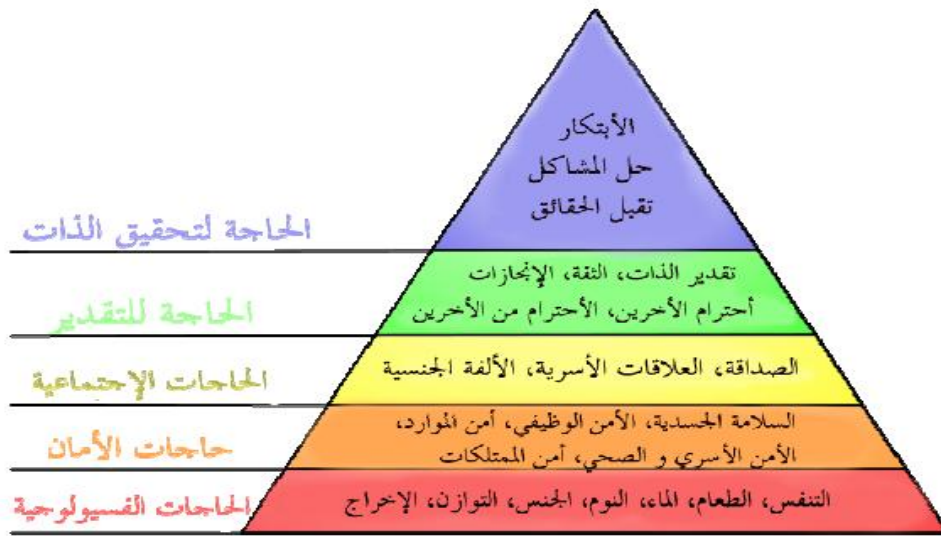 الأبتكار
حل المشاكل
تقبل الحقائق
الحاجة لتحقيق الذات
تقدير الذات، الثقة، الإنجازات
أحترام الأخرين، الأحترام من الأخرين
الحاجة للتقدير
الصداقة، العلاقات الأسرية، الألفة الجنسية
الحاجات الإجتماعية
السلامة الجسدية، الأمن الوظيفي، أمن الموارد،
الأمن الأسري و الصحي، أمن الممتلكات
حاجات الأمان
التنفس، الطعام، الماء، النوم، الجنس، التوازن، الإخراج
الحاجات الفسيولوجية